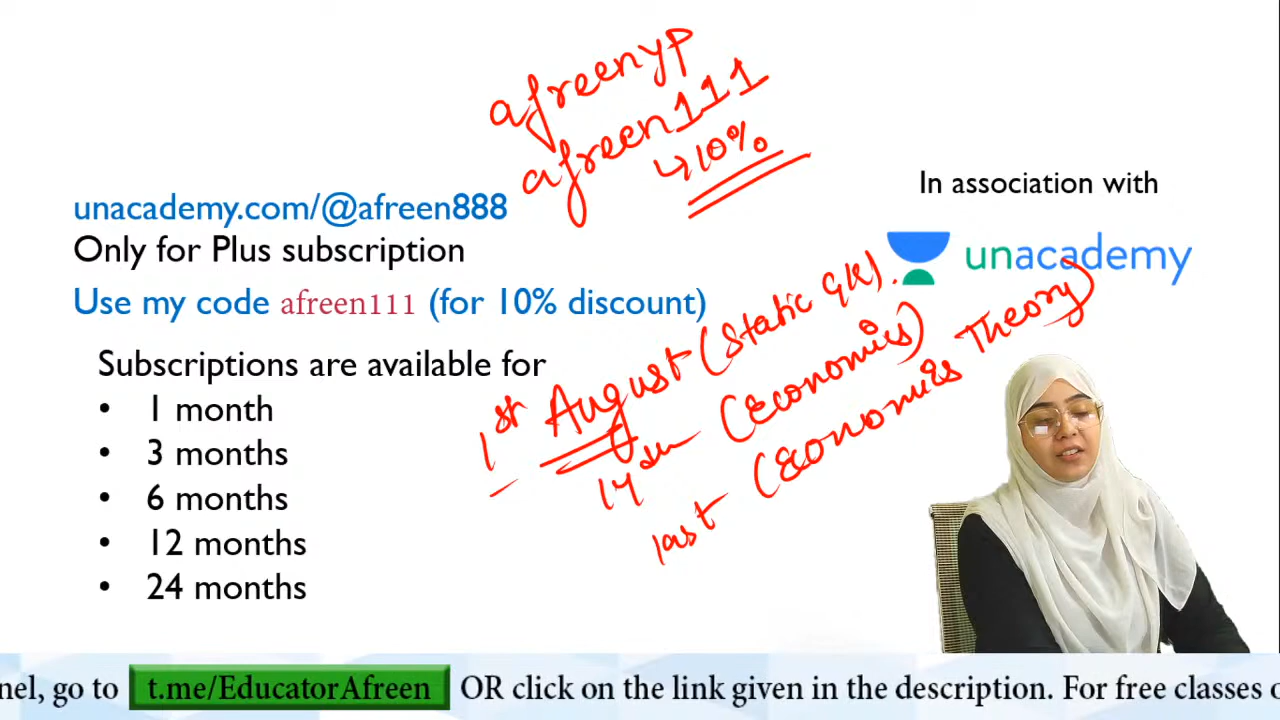 afreenyp
afreen111
↳10%
In association with
unacademy
unacademy.com/@afreen888
Only for Plus subscription
Use my code afreen111 (for 10% discount)
Subscriptions are available for
• 1 month
• 3 months
• 6 months
• 12 months
• 24 months
1st August (Static GK).
(Economics)
last (Economics Theory)
nel, go to t.me/EducatorAfreen OR click on the link given in the description. For free classes o